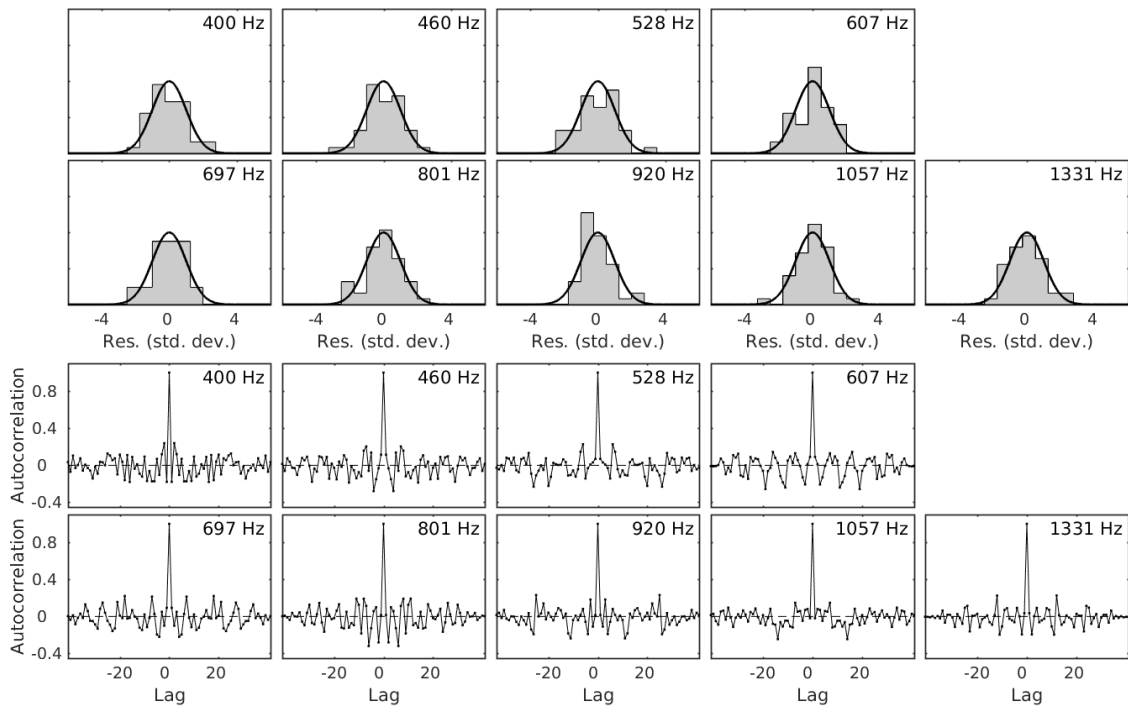 400 Hz 460 Hz 528 Hz 607 Hz
697 Hz 801 Hz 920 Hz 1057 Hz 1331 Hz
-4 0 4 -4 0 4 -4 0 4 -4 0 4 -4 0 4
Res. (std. dev.) Res. (std. dev.) Res. (std. dev.) Res. (std. dev.) Res. (std. dev.)
400 Hz 460 Hz 528 Hz 607 Hz
Autocorrelation
0.8
0.4
0
-0.4
697 Hz 801 Hz 920 Hz 1057 Hz 1331 Hz
Autocorrelation
0.8
0.4
0
-0.4
-20 0 20 -20 0 20 -20 0 20 -20 0 20 -20 0 20
Lag Lag Lag Lag Lag